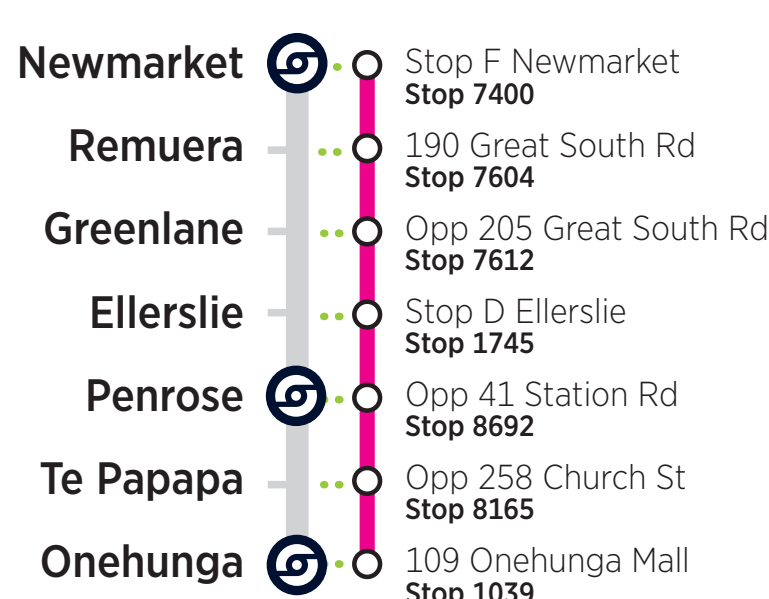 Newmarket
Stop F Newmarket
Stop 7400
Remuera
190 Great South Rd
Stop 7604
Greenlane
Opp 205 Great South Rd
Stop 7612
Ellerslie
Stop D Ellerslie
Stop 1745
Penrose
Opp 41 Station Rd
Stop 8692
Te Papapa
Opp 258 Church St
Stop 8165
Onehunga
109 Onehunga Mall
Stop 1039